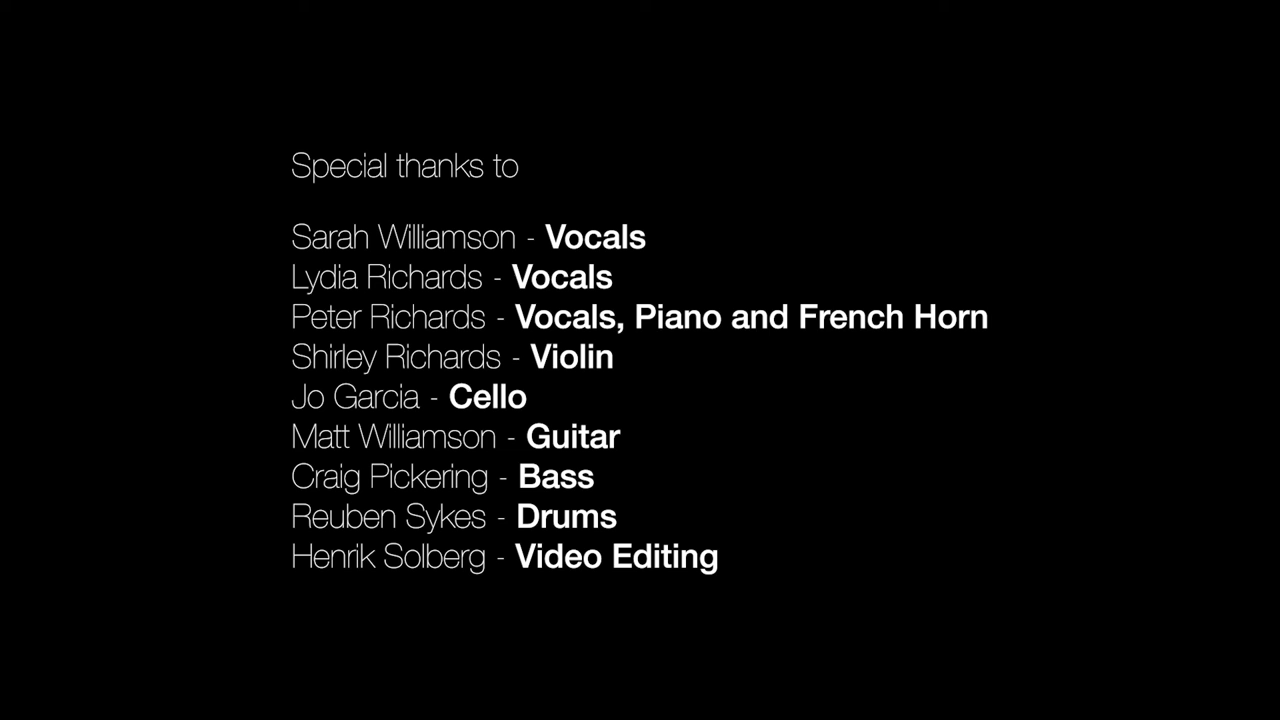 Special thanks to
Sarah Williamson - Vocals
Lydia Richards - Vocals
Peter Richards - Vocals, Piano and French Horn
Shirley Richards - Violin
Jo Garcia - Cello
Matt Williamson - Guitar
Craig Pickering - Bass
Reuben Sykes - Drums
Henrik Solberg - Video Editing